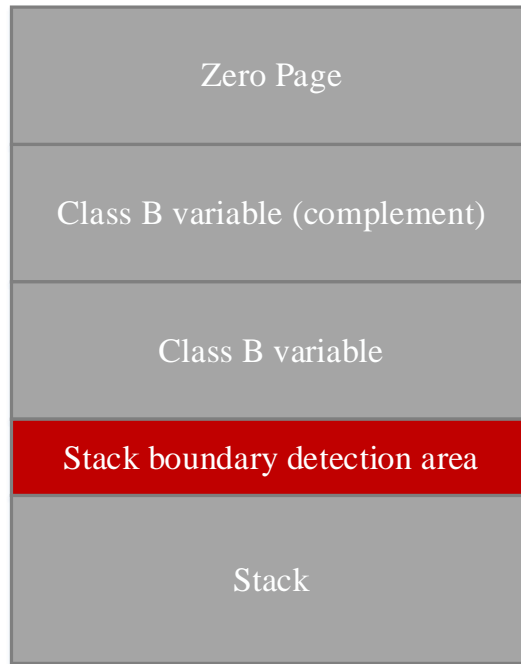 Zero Page
Class B variable (complement)
Class B variable
Stack boundary detection area
Stack